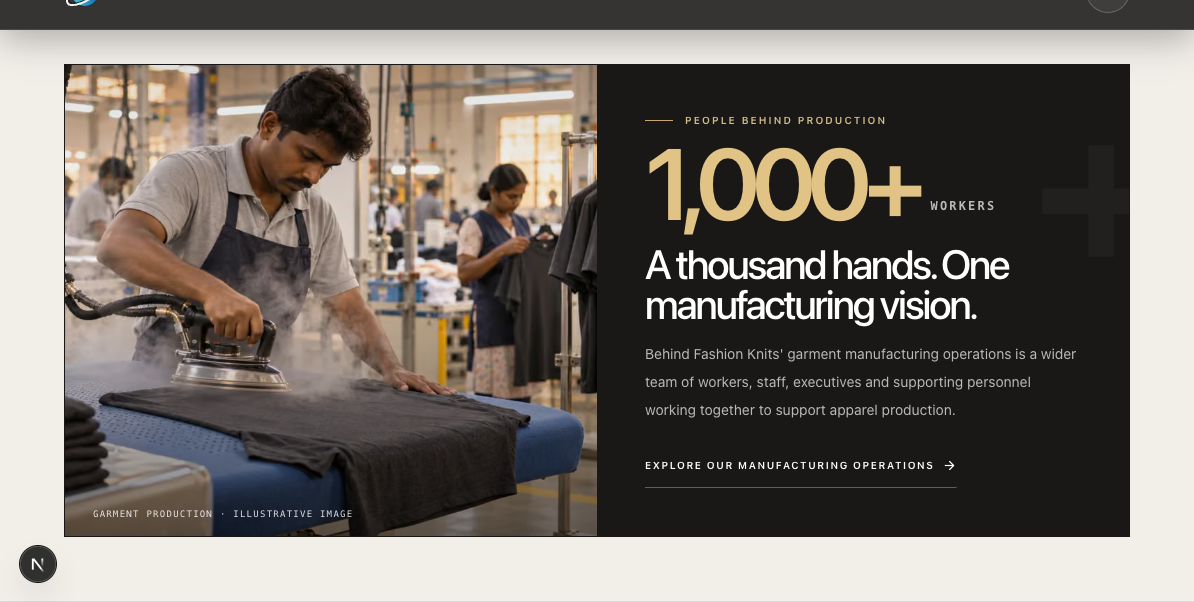 PEOPLE BEHIND PRODUCTION
1,000+ WORKERS
A thousand hands. One
manufacturing vision.
Behind Fashion Knits' garment manufacturing operations is a wider
team of workers, staff, executives and supporting personnel
working together to support apparel production.
EXPLORE OUR MANUFACTURING OPERATIONS →
GARMENT PRODUCTION · ILLUSTRATIVE IMAGE
N